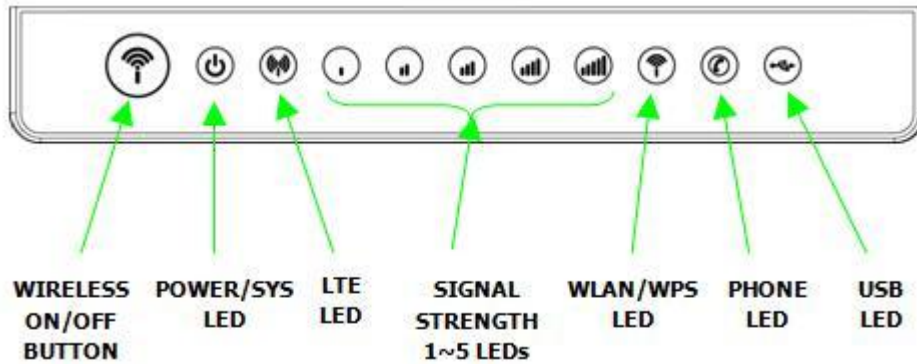 WIRELESS
ON/OFF
BUTTON
POWER/SYS
LED
LTE
LED
SIGNAL
STRENGTH
1~5 LEDs
WLAN/WPS
LED
PHONE
LED
USB
LED